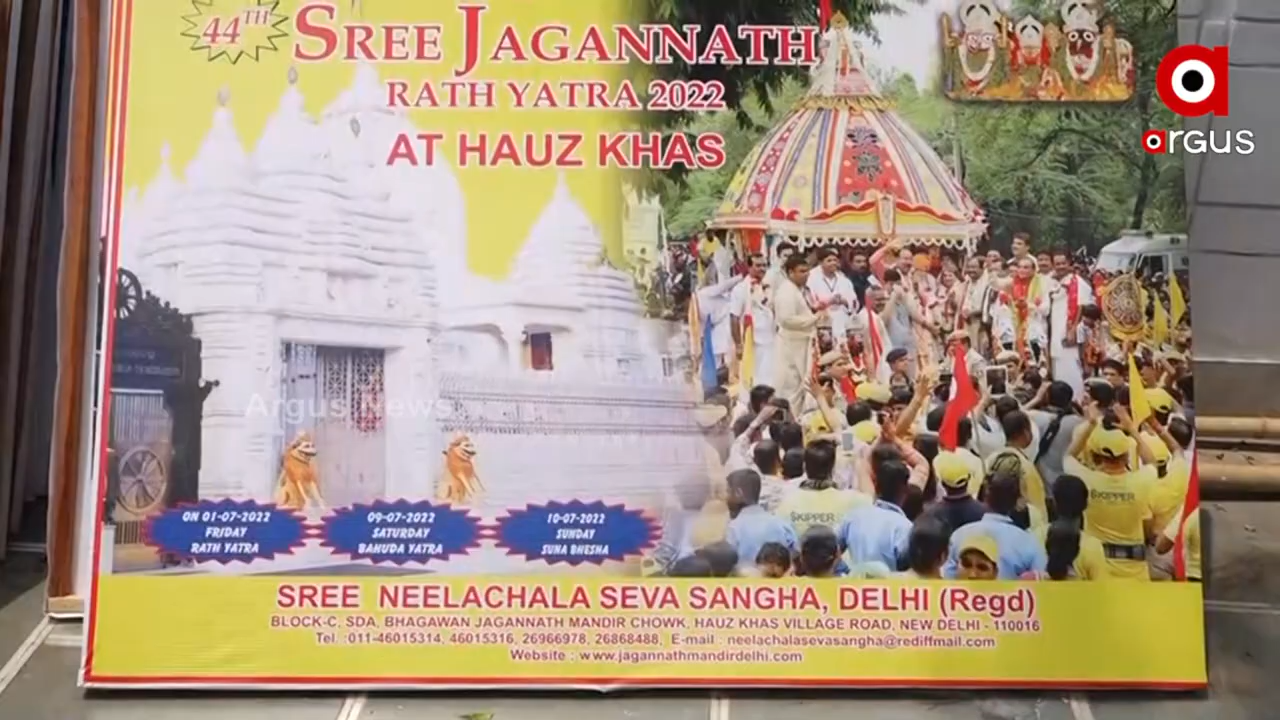 44TH SREE JAGANNATH
RATH YATRA 2022
AT HAUZ KHAS
argus
Argus News
SKIPPER
SKIPPER
ON 01-07-2022
FRIDAY
RATH YATRA
09-07-2022
SATURDAY
BAHUDA YATRA
10-07-2022
SUNDAY
SUNA BHESHA
SREE NEELACHALA SEVA SANGHA, DELHI (Regd)
BLOCK-C, SDA, BHAGAWAN JAGANNATH MANDIR CHOWK, HAUZ KHAS VILLAGE ROAD, NEW DELHI - 110016
Tel. :011-46015314, 46015316, 26966978, 26868488, E-mail : neelachalasevasangha@rediffmail.com
Website : www.jagannathmandirdelhi.com